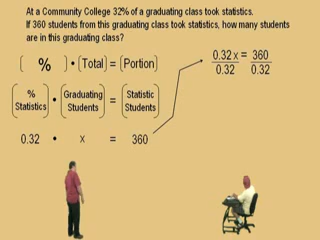 At a Community College 32% of a graduating class took statistics.
If 360 students from this graduating class took statistics, how many students
are in this graduating class?
( % ) • ( Total ) = ( Portion )
( % Statistics ) • ( Graduating Students ) = ( Statistic Students )
0.32 • x = 360
0.32x / 0.32 = 360 / 0.32